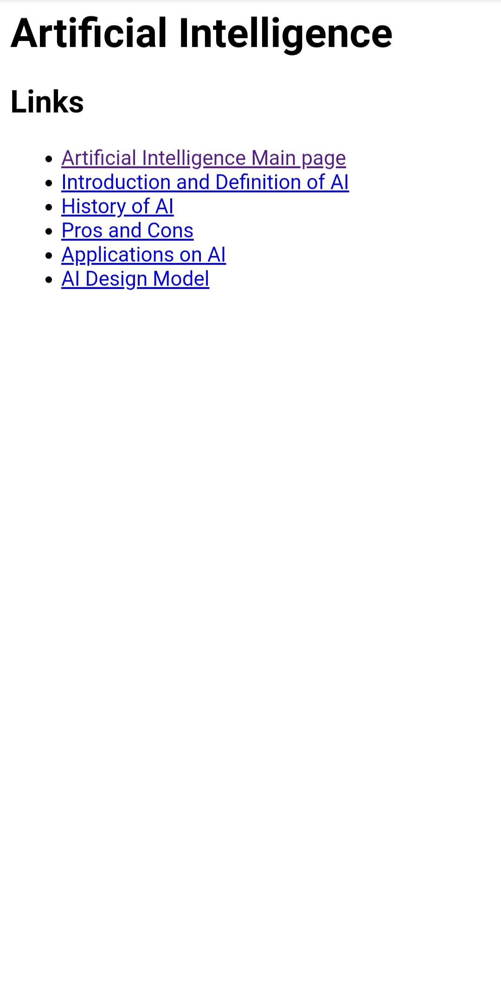 Artificial Intelligence
Links
Artificial Intelligence Main page
Introduction and Definition of AI
History of AI
Pros and Cons
Applications on AI
AI Design Model